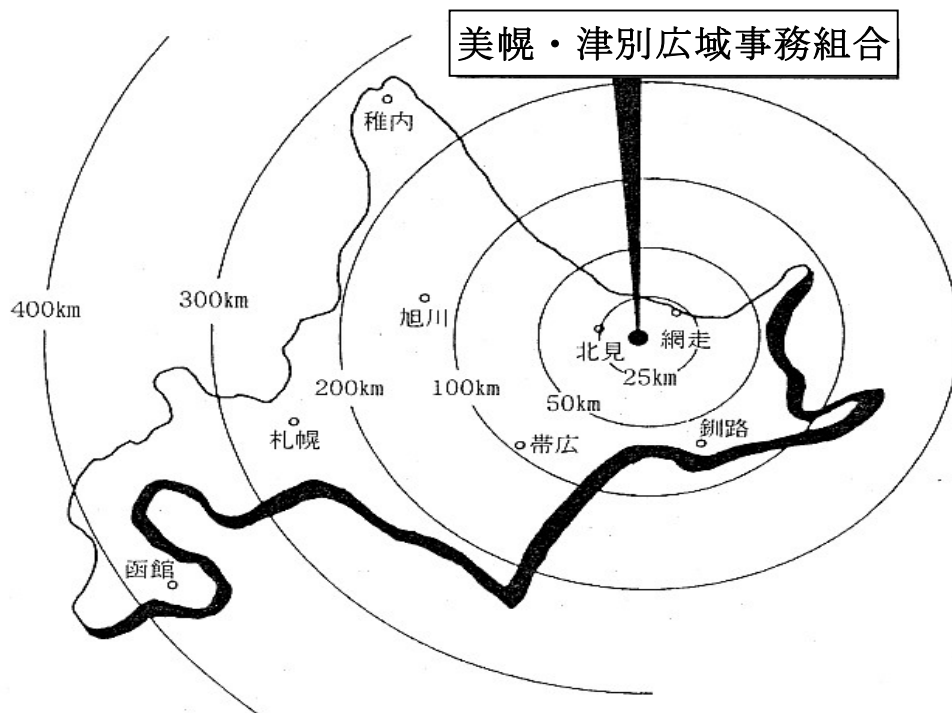 美幌・津別広域事務組合
稚内
400km
300km
旭川
北見
網走
200km
100km
50km
25km
札幌
帯広
釧路
函館